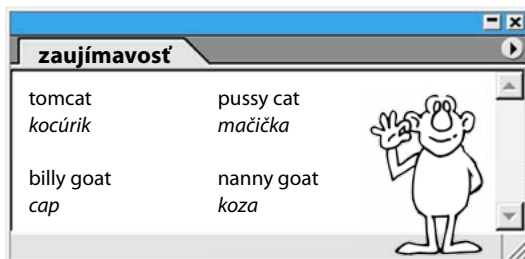 zaujímavosť
tomcat pussy cat
kocúrik mačička
billy goat nanny goat
cap koza